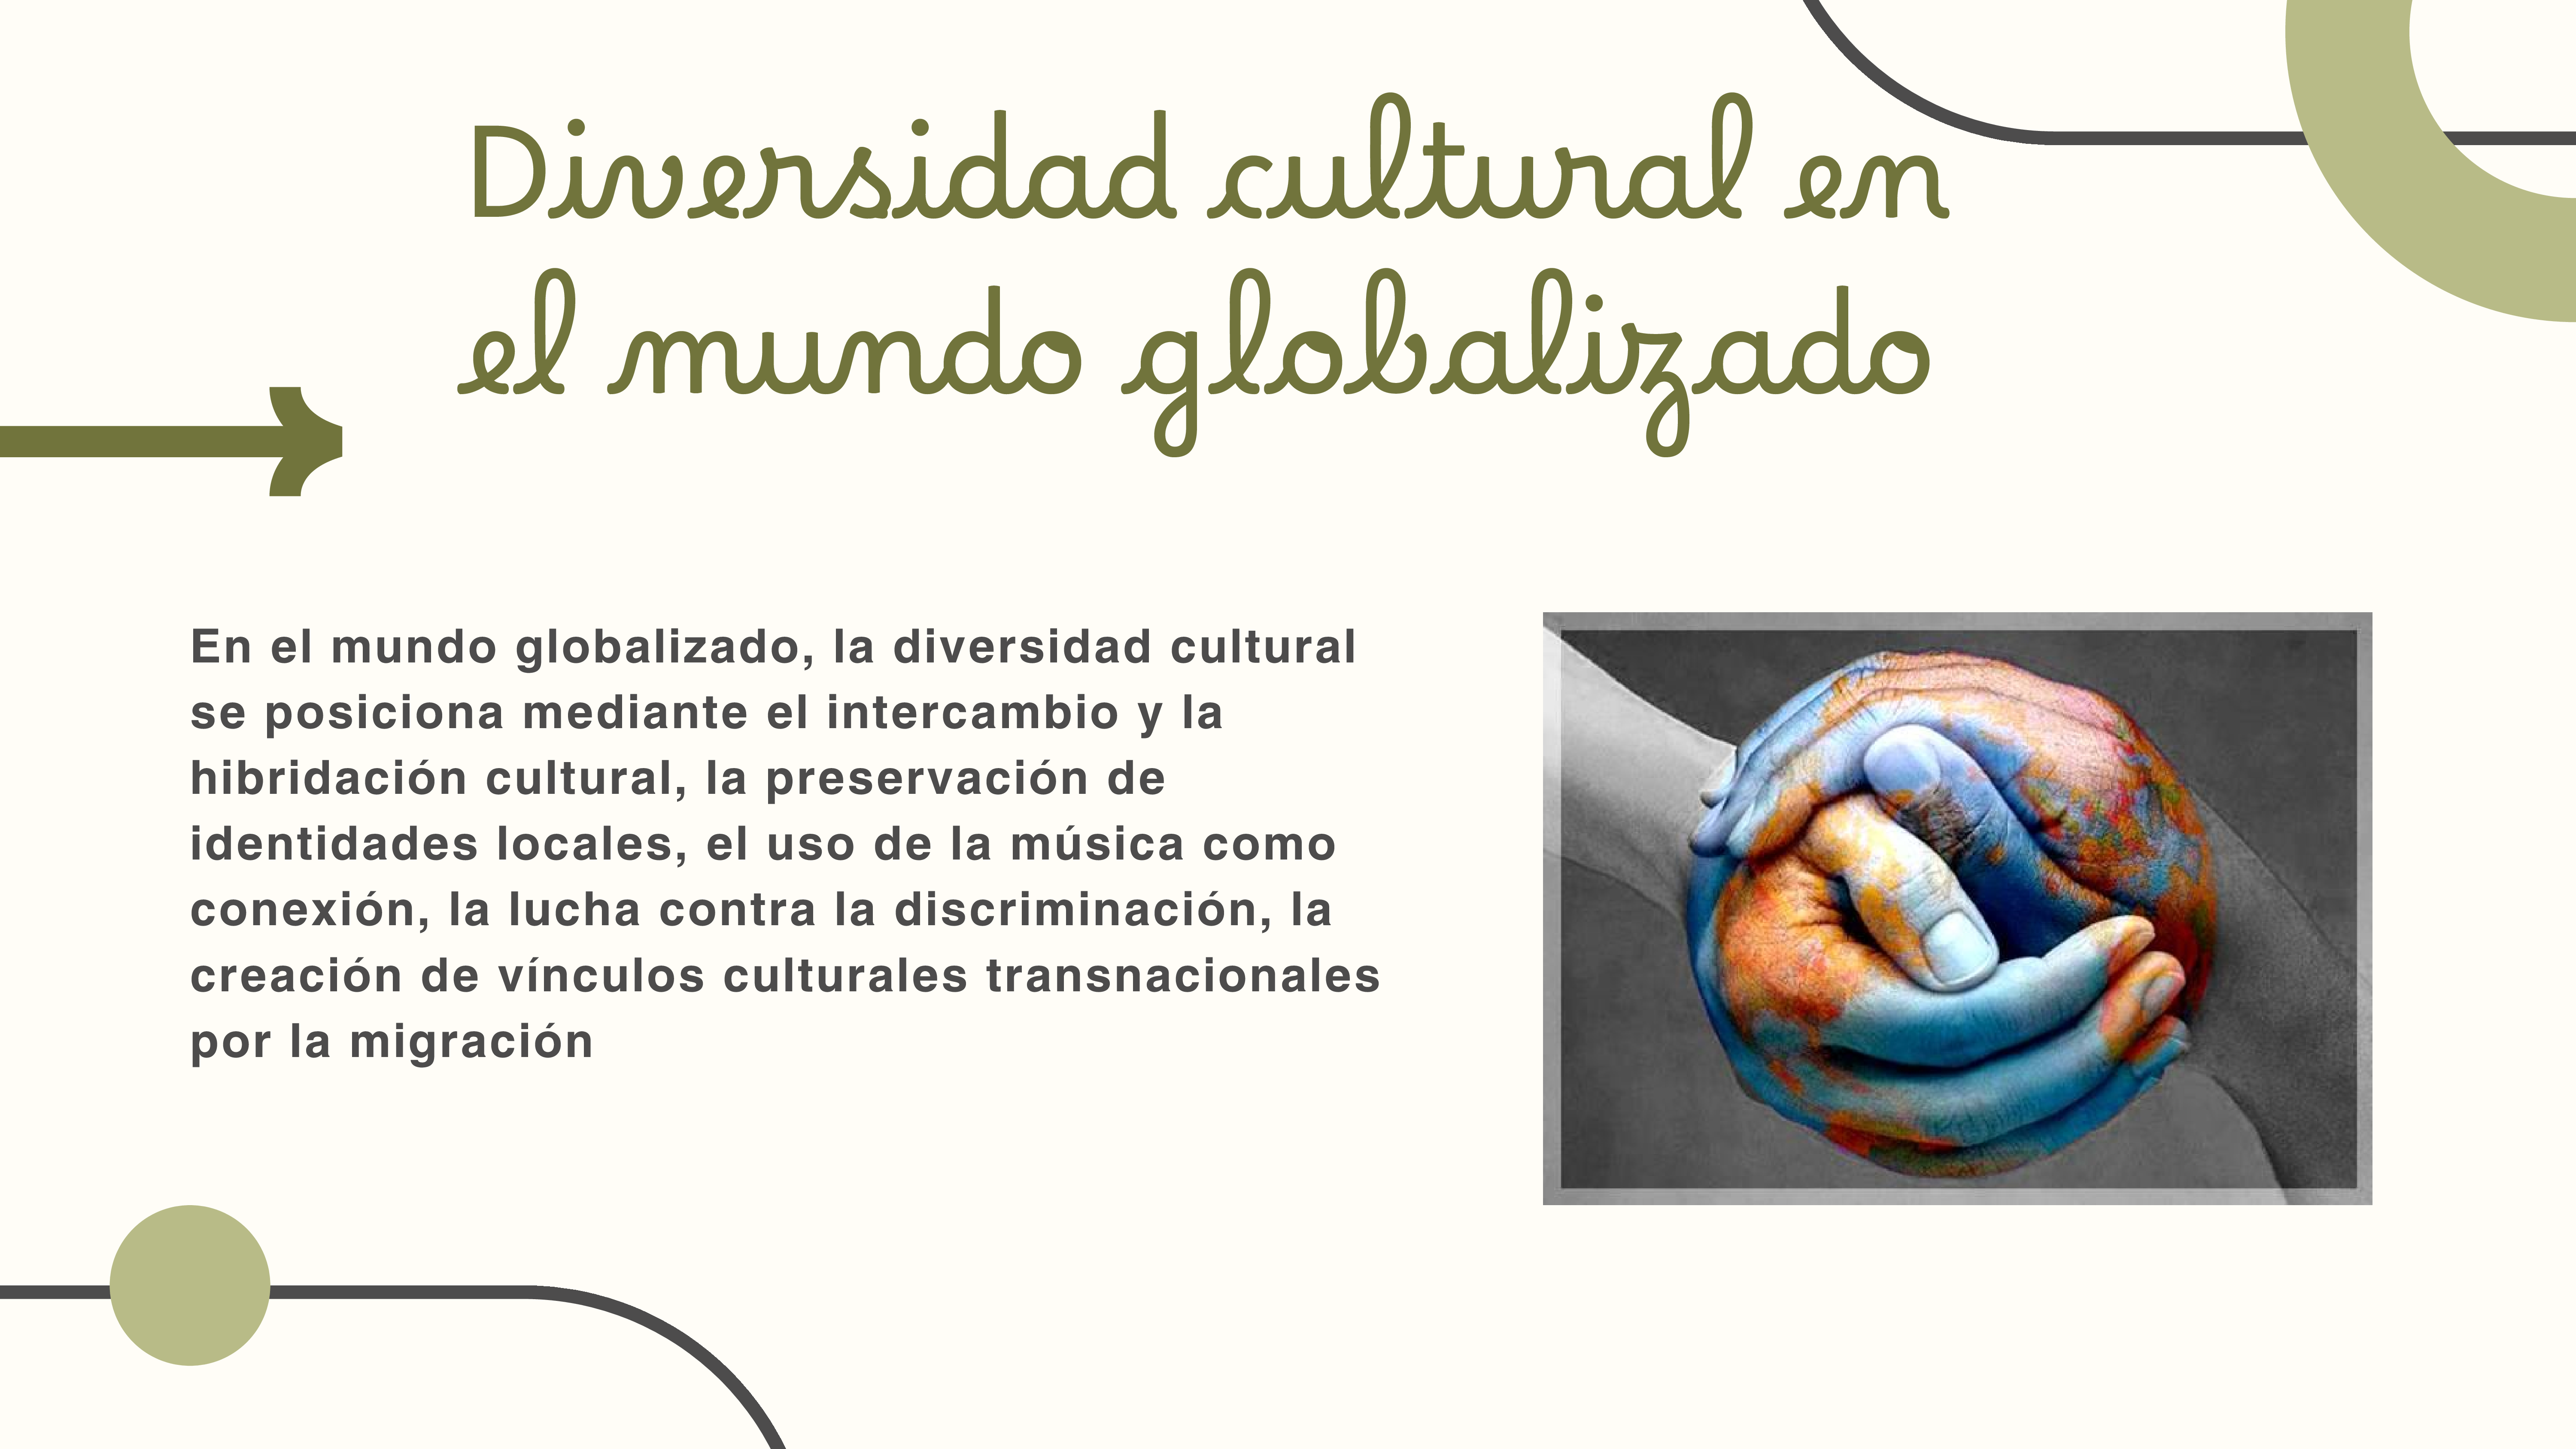 Diversidad cultural en
el mundo globalizado
En el mundo globalizado, la diversidad cultural
se posiciona mediante el intercambio y la
hibridación cultural, la preservación de
identidades locales, el uso de la música como
conexión, la lucha contra la discriminación, la
creación de vínculos culturales transnacionales
por la migración